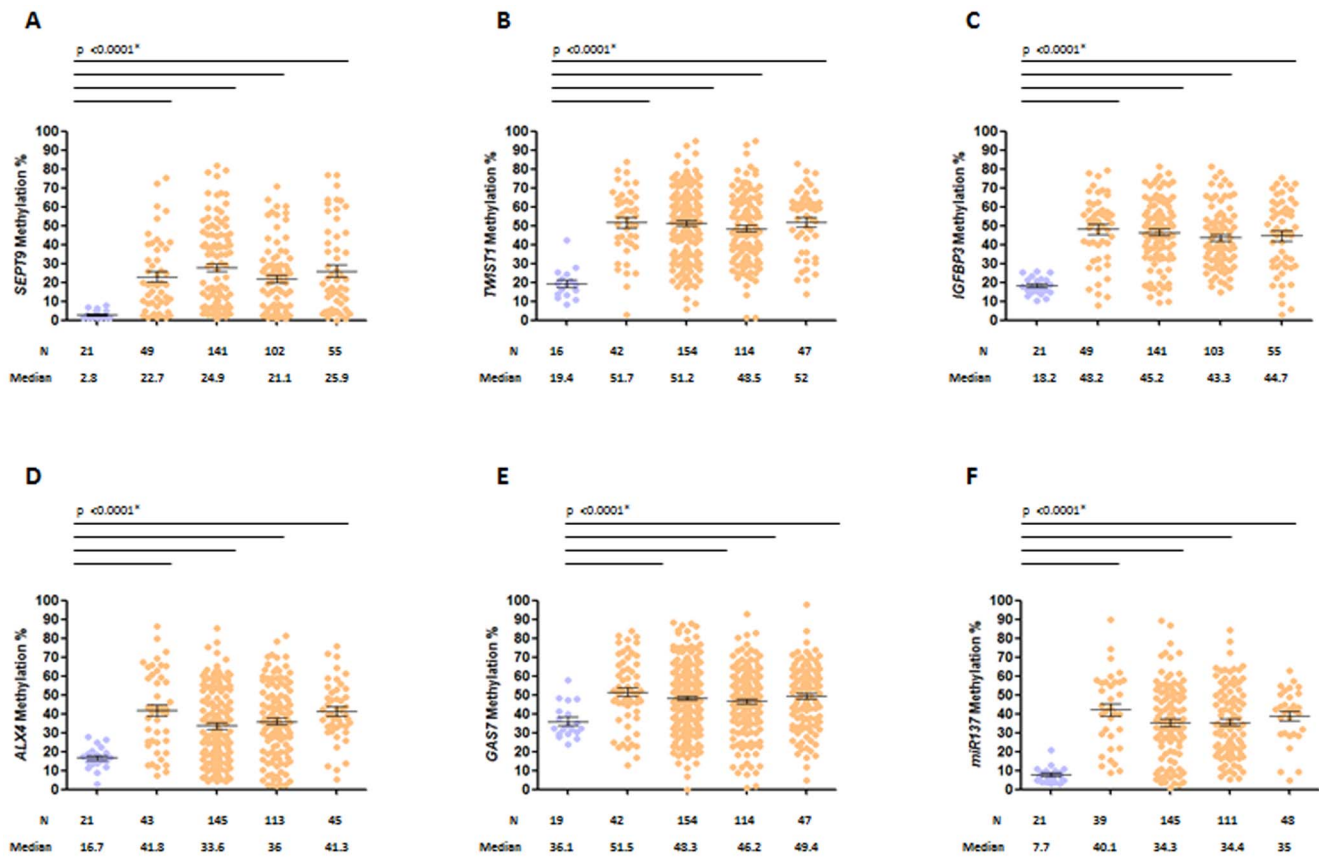 A
B
C
p <0.0001*
p <0.0001*
p <0.0001*
SEPT9 Methylation %
100
90
80
70
60
50
40
30
20
10
0
TWIST1 Methylation %
100
90
80
70
60
50
40
30
20
10
0
IGFBP3 Methylation %
100
90
80
70
60
50
40
30
20
10
0
N 21 49 141 102 55
Median 2.8 22.7 24.9 21.1 25.9
N 16 42 154 114 47
Median 19.4 51.7 51.2 48.5 52
N 21 49 141 103 55
Median 18.2 48.2 45.2 43.3 44.7
D
E
F
p <0.0001*
p <0.0001*
p <0.0001*
ALX4 Methylation %
100
90
80
70
60
50
40
30
20
10
0
GAS7 Methylation %
100
90
80
70
60
50
40
30
20
10
0
miR137 Methylation %
100
90
80
70
60
50
40
30
20
10
0
N 21 43 145 113 45
Median 16.7 41.8 33.6 36 41.3
N 19 42 154 114 47
Median 36.1 51.5 48.3 46.2 49.4
N 21 39 145 111 48
Median 7.7 40.1 34.3 34.4 35